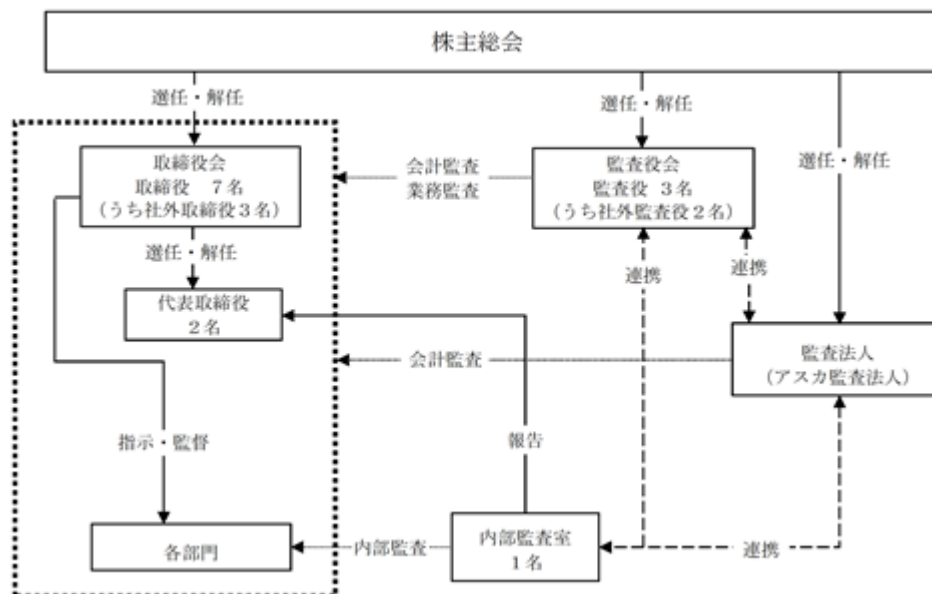 株主総会
選任・解任
選任・解任
選任・解任
取締役会
取締役 7名
(うち社外取締役3名)
会計監査
業務監査
監査役会
監査役 3名
(うち社外監査役2名)
選任・解任
連携
連携
代表取締役
2名
会計監査
監査法人
(アスカ監査法人)
指示・監督
報告
各部門
内部監査
内部監査室
1名
連携